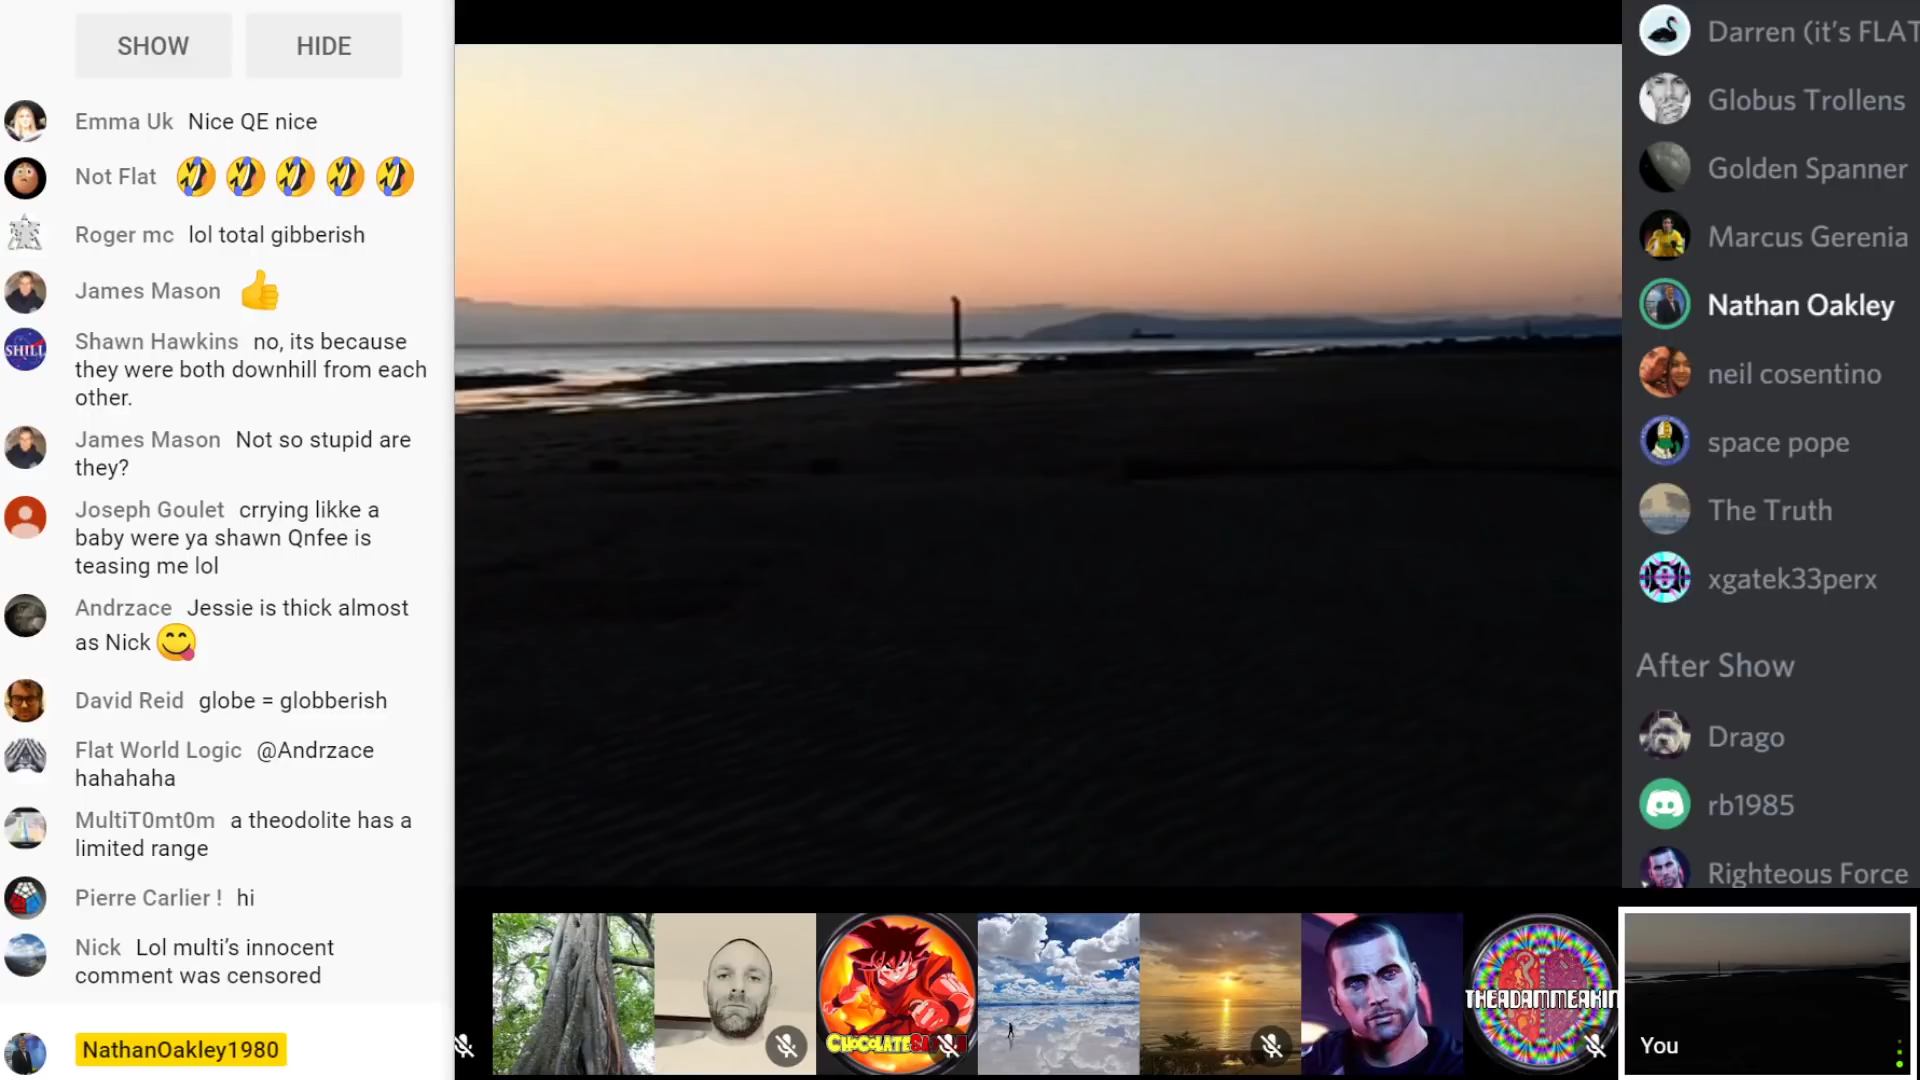 SHOW
HIDE
Emma Uk Nice QE nice
Not Flat 🤣🤣🤣🤣🤣
Roger mc lol total gibberish
James Mason 👍
Shawn Hawkins no, its because
they were both downhill from each
other.
James Mason Not so stupid are
they?
Joseph Goulet crrying likke a
baby were ya shawn Qnfee is
teasing me lol
Andrzace Jessie is thick almost
as Nick 😋
David Reid globe = globberish
Flat World Logic @Andrzace
hahahaha
MultiT0mt0m a theodolite has a
limited range
Pierre Carlier ! hi
Nick Lol multi’s innocent
comment was censored
NathanOakley1980
SHILL
Darren (it’s FLAT
Globus Trollens
Golden Spanner
Marcus Gerenia
Nathan Oakley
neil cosentino
space pope
The Truth
xgatek33perx
After Show
Drago
rb1985
Righteous Force
THEADAMMEAKIN
You